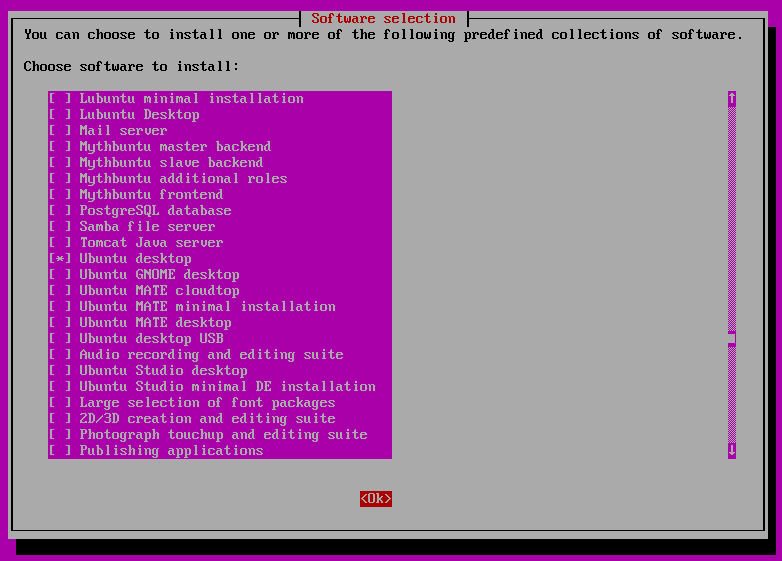 Software selection
You can choose to install one or more of the following predefined collections of software.
Choose software to install:
[ ] Lubuntu minimal installation
[ ] Lubuntu Desktop
[ ] Mail server
[ ] Mythbuntu master backend
[ ] Mythbuntu slave backend
[ ] Mythbuntu additional roles
[ ] Mythbuntu frontend
[ ] PostgreSQL database
[ ] Samba file server
[ ] Tomcat Java server
[*] Ubuntu desktop
[ ] Ubuntu GNOME desktop
[ ] Ubuntu MATE cloudtop
[ ] Ubuntu MATE minimal installation
[ ] Ubuntu MATE desktop
[ ] Ubuntu desktop USB
[ ] Audio recording and editing suite
[ ] Ubuntu Studio desktop
[ ] Ubuntu Studio minimal DE installation
[ ] Large selection of font packages
[ ] 2D/3D creation and editing suite
[ ] Photograph touchup and editing suite
[ ] Publishing applications
<Ok>